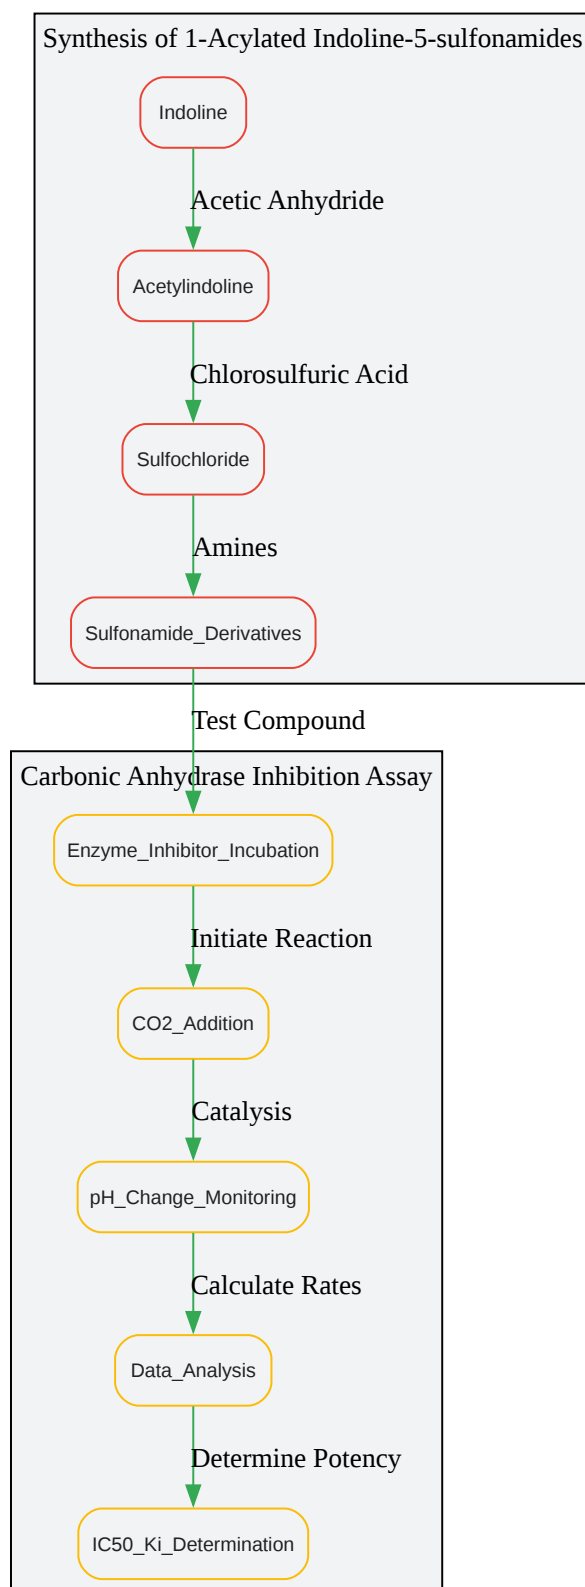 Synthesis of 1-Acylated Indoline-5-sulfonamides
Indoline
Acetic Anhydride
Acetylindoline
Chlorosulfuric Acid
Sulfochloride
Amines
Sulfonamide_Derivatives
Test Compound
Carbonic Anhydrase Inhibition Assay
Enzyme_Inhibitor_Incubation
Initiate Reaction
CO2_Addition
Catalysis
pH_Change_Monitoring
Calculate Rates
Data_Analysis
Determine Potency
IC50_Ki_Determination